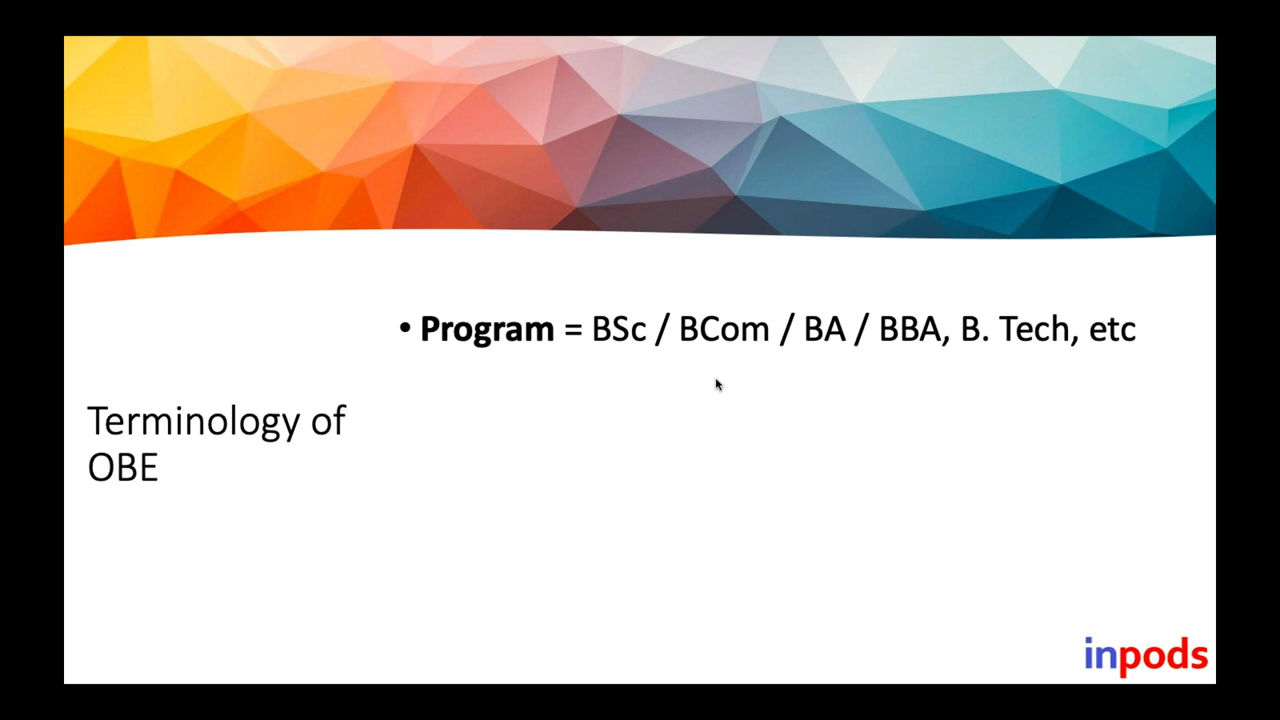 • Program = BSc / BCom / BA / BBA, B. Tech, etc
Terminology of
OBE
inpods